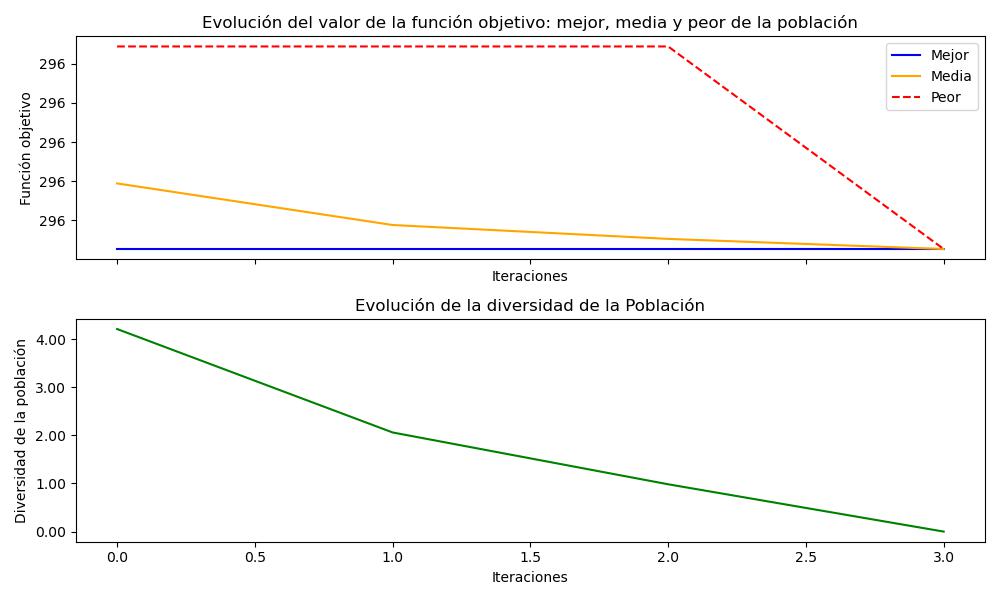 Evolución del valor de la función objetivo: mejor, media y peor de la población
Función objetivo
296
296
296
296
296
Mejor
Media
Peor
Iteraciones
Evolución de la diversidad de la Población
Diversidad de la población
4.00
3.00
2.00
1.00
0.00
0.0 0.5 1.0 1.5 2.0 2.5 3.0
Iteraciones